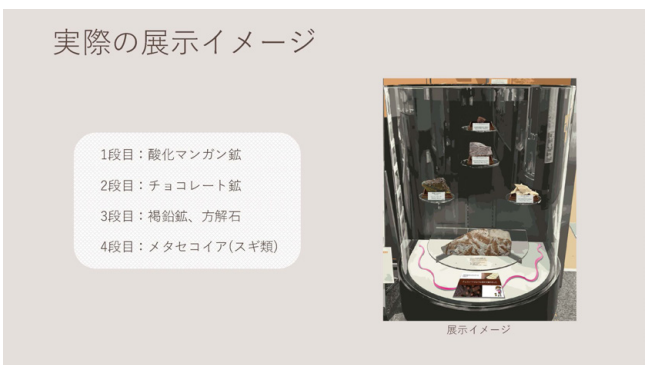 実際の展示イメージ
1段目：酸化マンガン鉱
2段目：チョコレート鉱
3段目：褐鉛鉱、方解石
4段目：メタセコイア(スギ類)
展示イメージ